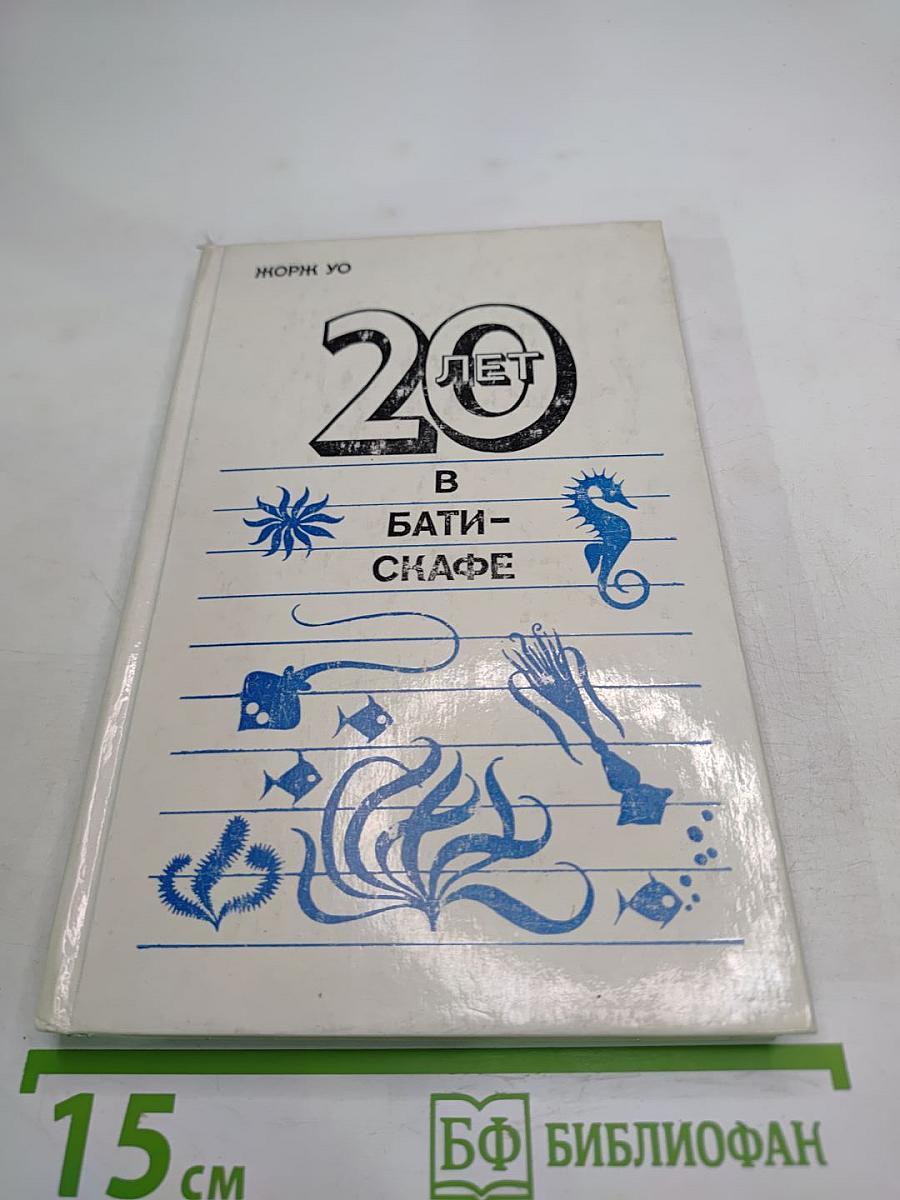 ЖОРЖ УО
20
ЛЕТ
В
БАТИ-
СКАФЕ
15 см
БФ БИБЛИОФАН